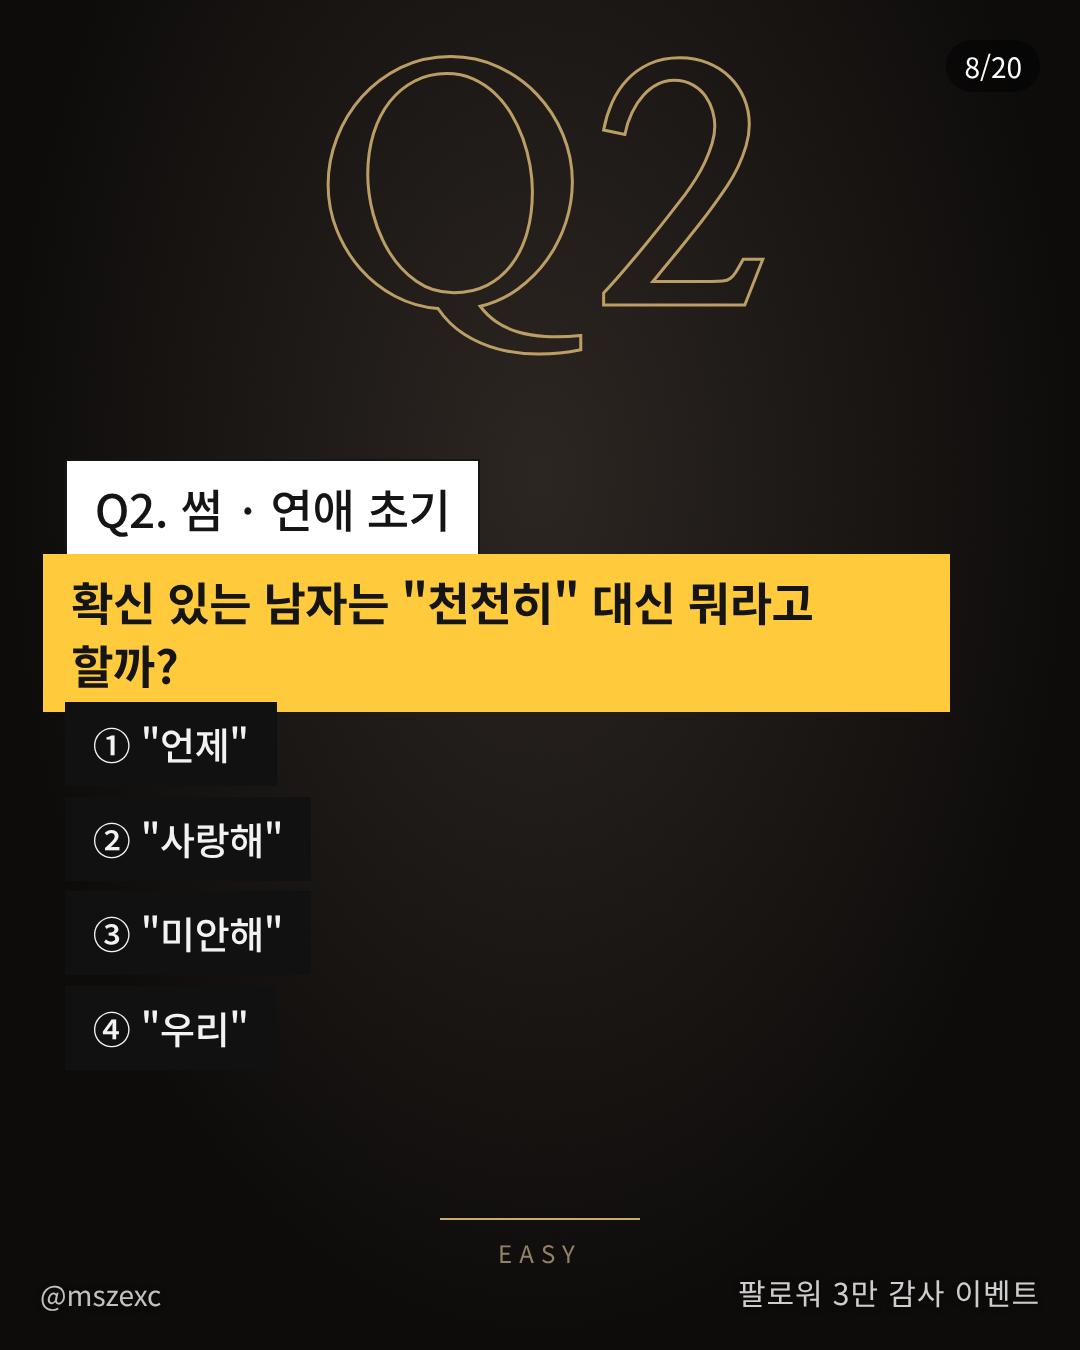 Q2
8/20
Q2. 썸 · 연애 초기
확신 있는 남자는 "천천히" 대신 뭐라고
할까?
① "언제"
② "사랑해"
③ "미안해"
④ "우리"
EASY
@mszexc
팔로워 3만 감사 이벤트